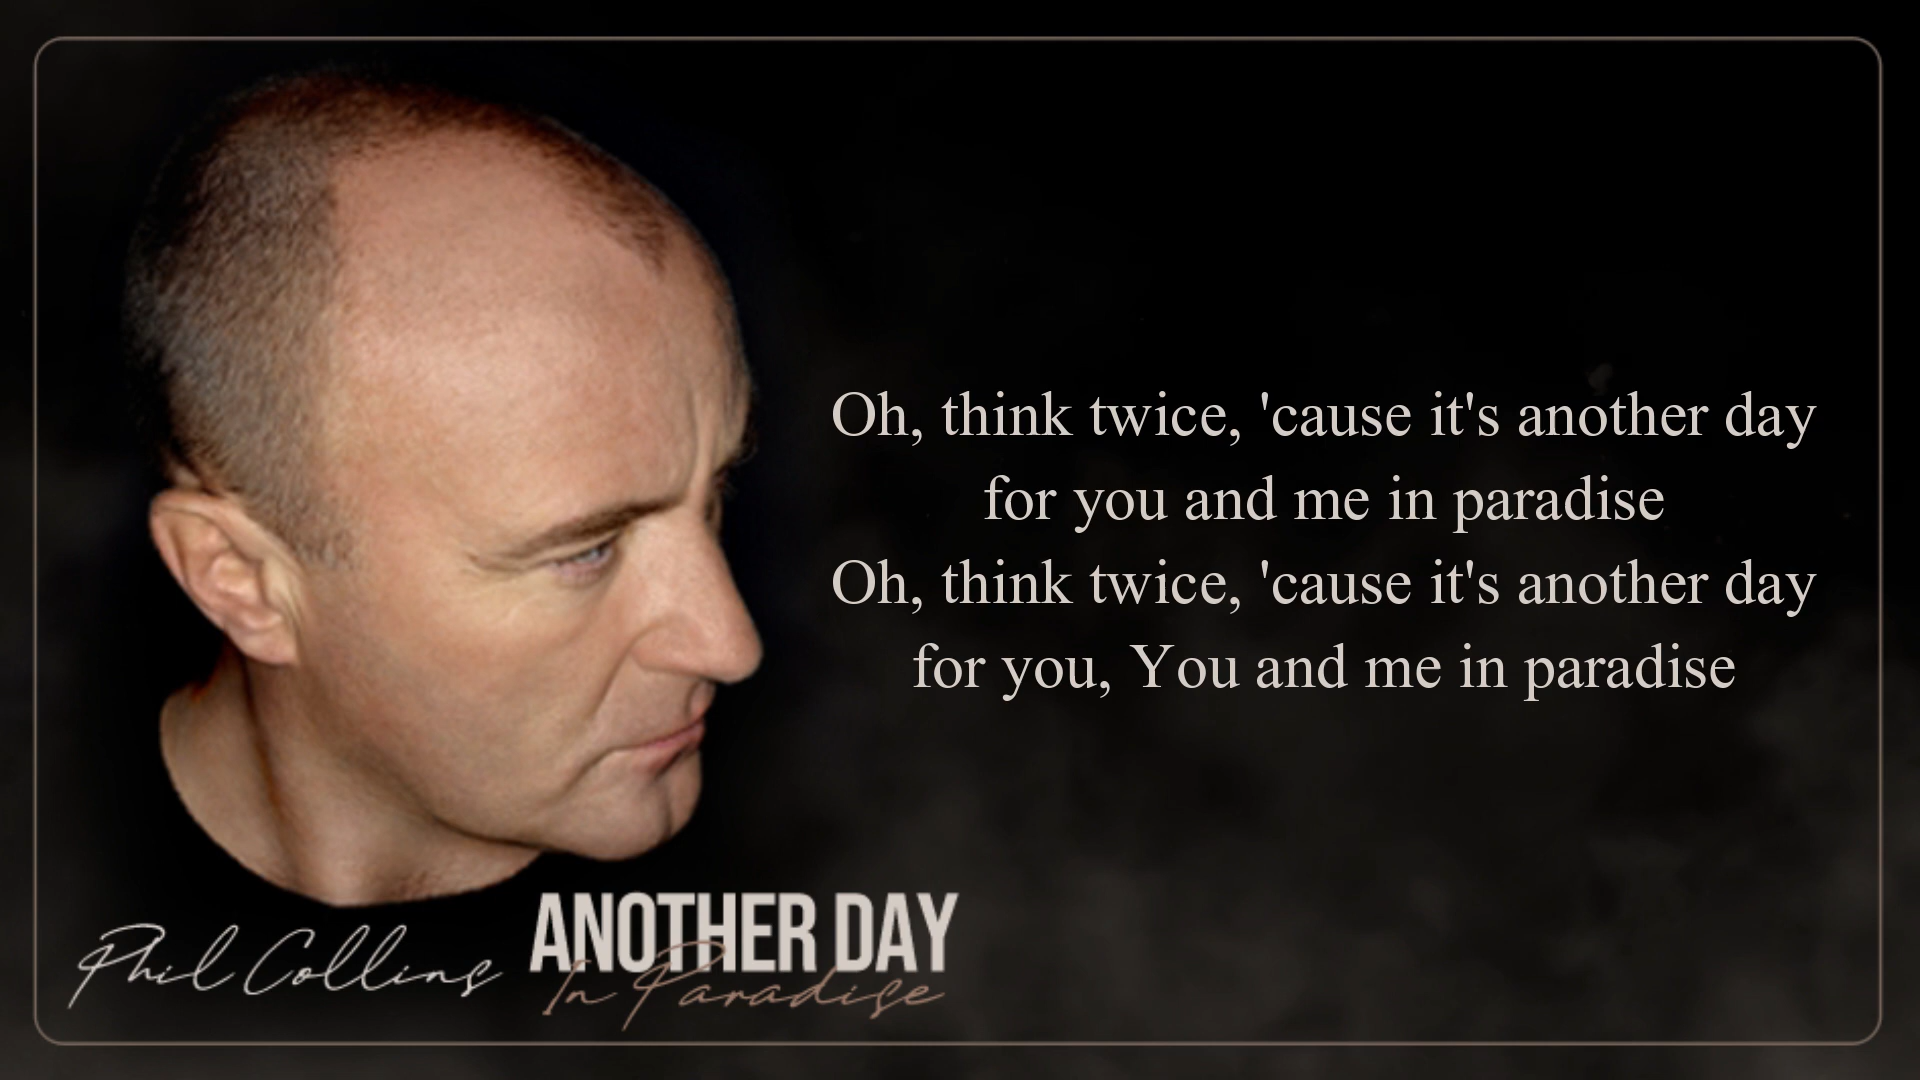 Oh, think twice, 'cause it's another day
for you and me in paradise
Oh, think twice, 'cause it's another day
for you, You and me in paradise
Phil Collins
ANOTHER DAY
In Paradise